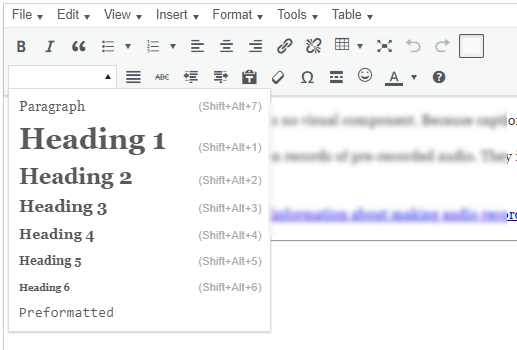 File Edit View Insert Format Tools Table
B I
ABC Ω A
Paragraph (Shift+Alt+7)
no visual component. Because
Heading 1 (Shift+Alt+1)
records of pre-recorded audio. They
Heading 2 (Shift+Alt+2)
Heading 3 (Shift+Alt+3)
information about making audio
Heading 4 (Shift+Alt+4)
Heading 5 (Shift+Alt+5)
Heading 6 (Shift+Alt+6)
Preformatted